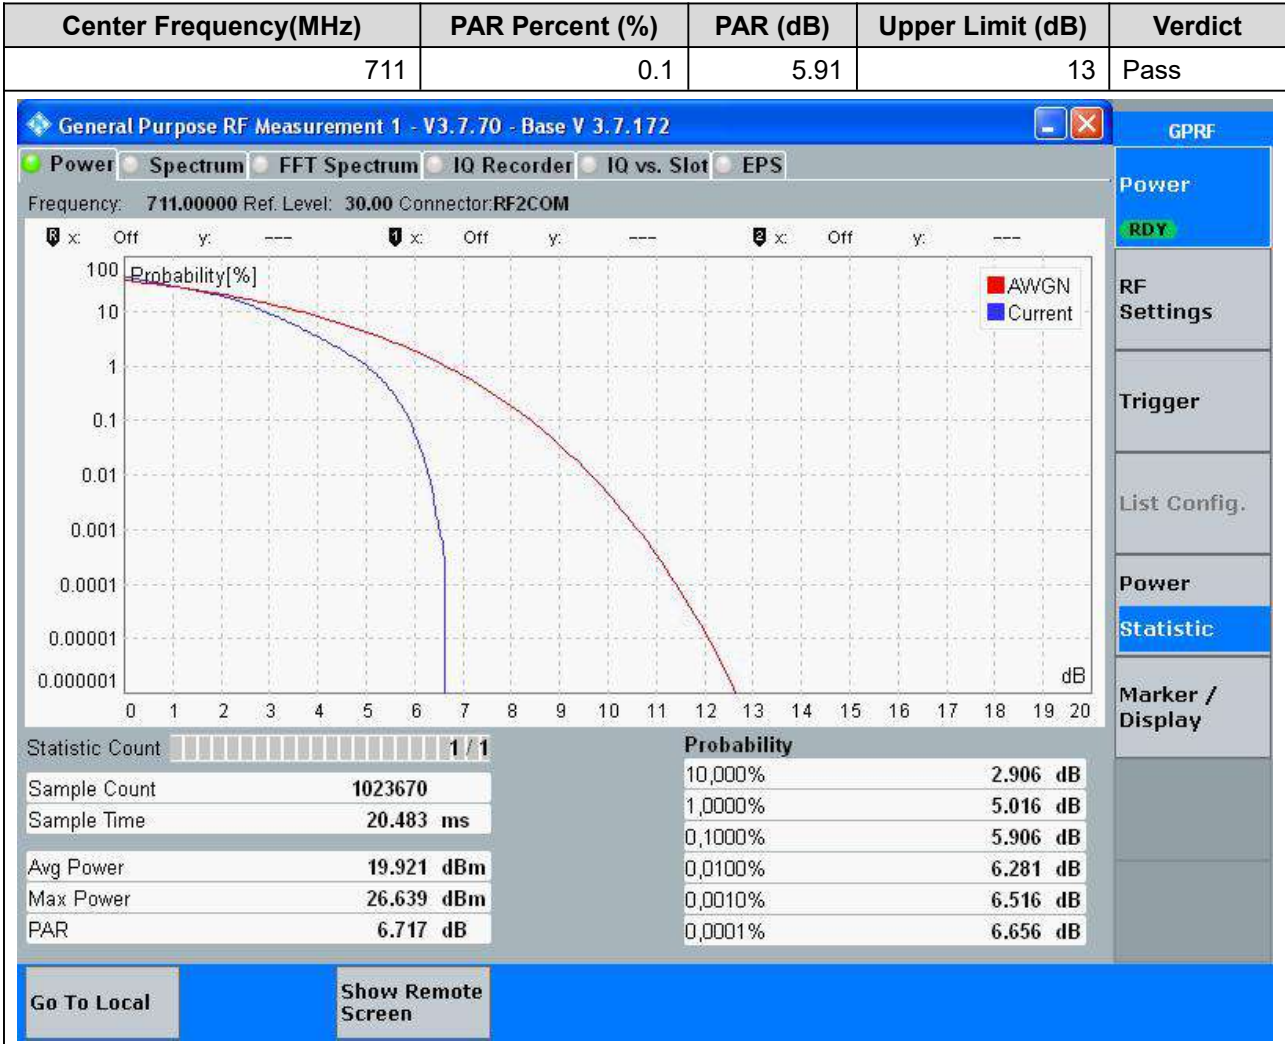 Center Frequency(MHz) PAR Percent (%) PAR (dB) Upper Limit (dB) Verdict
711 0.1 5.91 13 Pass
General Purpose RF Measurement 1 - V3.7.70 - Base V 3.7.172
GPRF
Power Spectrum FFT Spectrum IQ Recorder IQ vs. Slot EPS
Power
RDY
Frequency: 711.00000 Ref. Level: 30.00 Connector:RF2COM
R x: Off y: --- 1 x: Off y: --- 2 x: Off y: ---
Probability[%]
AWGN
Current
100
10
1
0.1
0.01
0.001
0.0001
0.00001
0.000001
dB
0 1 2 3 4 5 6 7 8 9 10 11 12 13 14 15 16 17 18 19 20
RF
Settings
Trigger
List Config.
Power
Statistic
Marker /
Display
Statistic Count 1 / 1
Sample Count 1023670
Sample Time 20.483 ms
Avg Power 19.921 dBm
Max Power 26.639 dBm
PAR 6.717 dB
Probability
10,000% 2.906 dB
1,0000% 5.016 dB
0,1000% 5.906 dB
0,0100% 6.281 dB
0,0010% 6.516 dB
0,0001% 6.656 dB
Go To Local
Show Remote
Screen